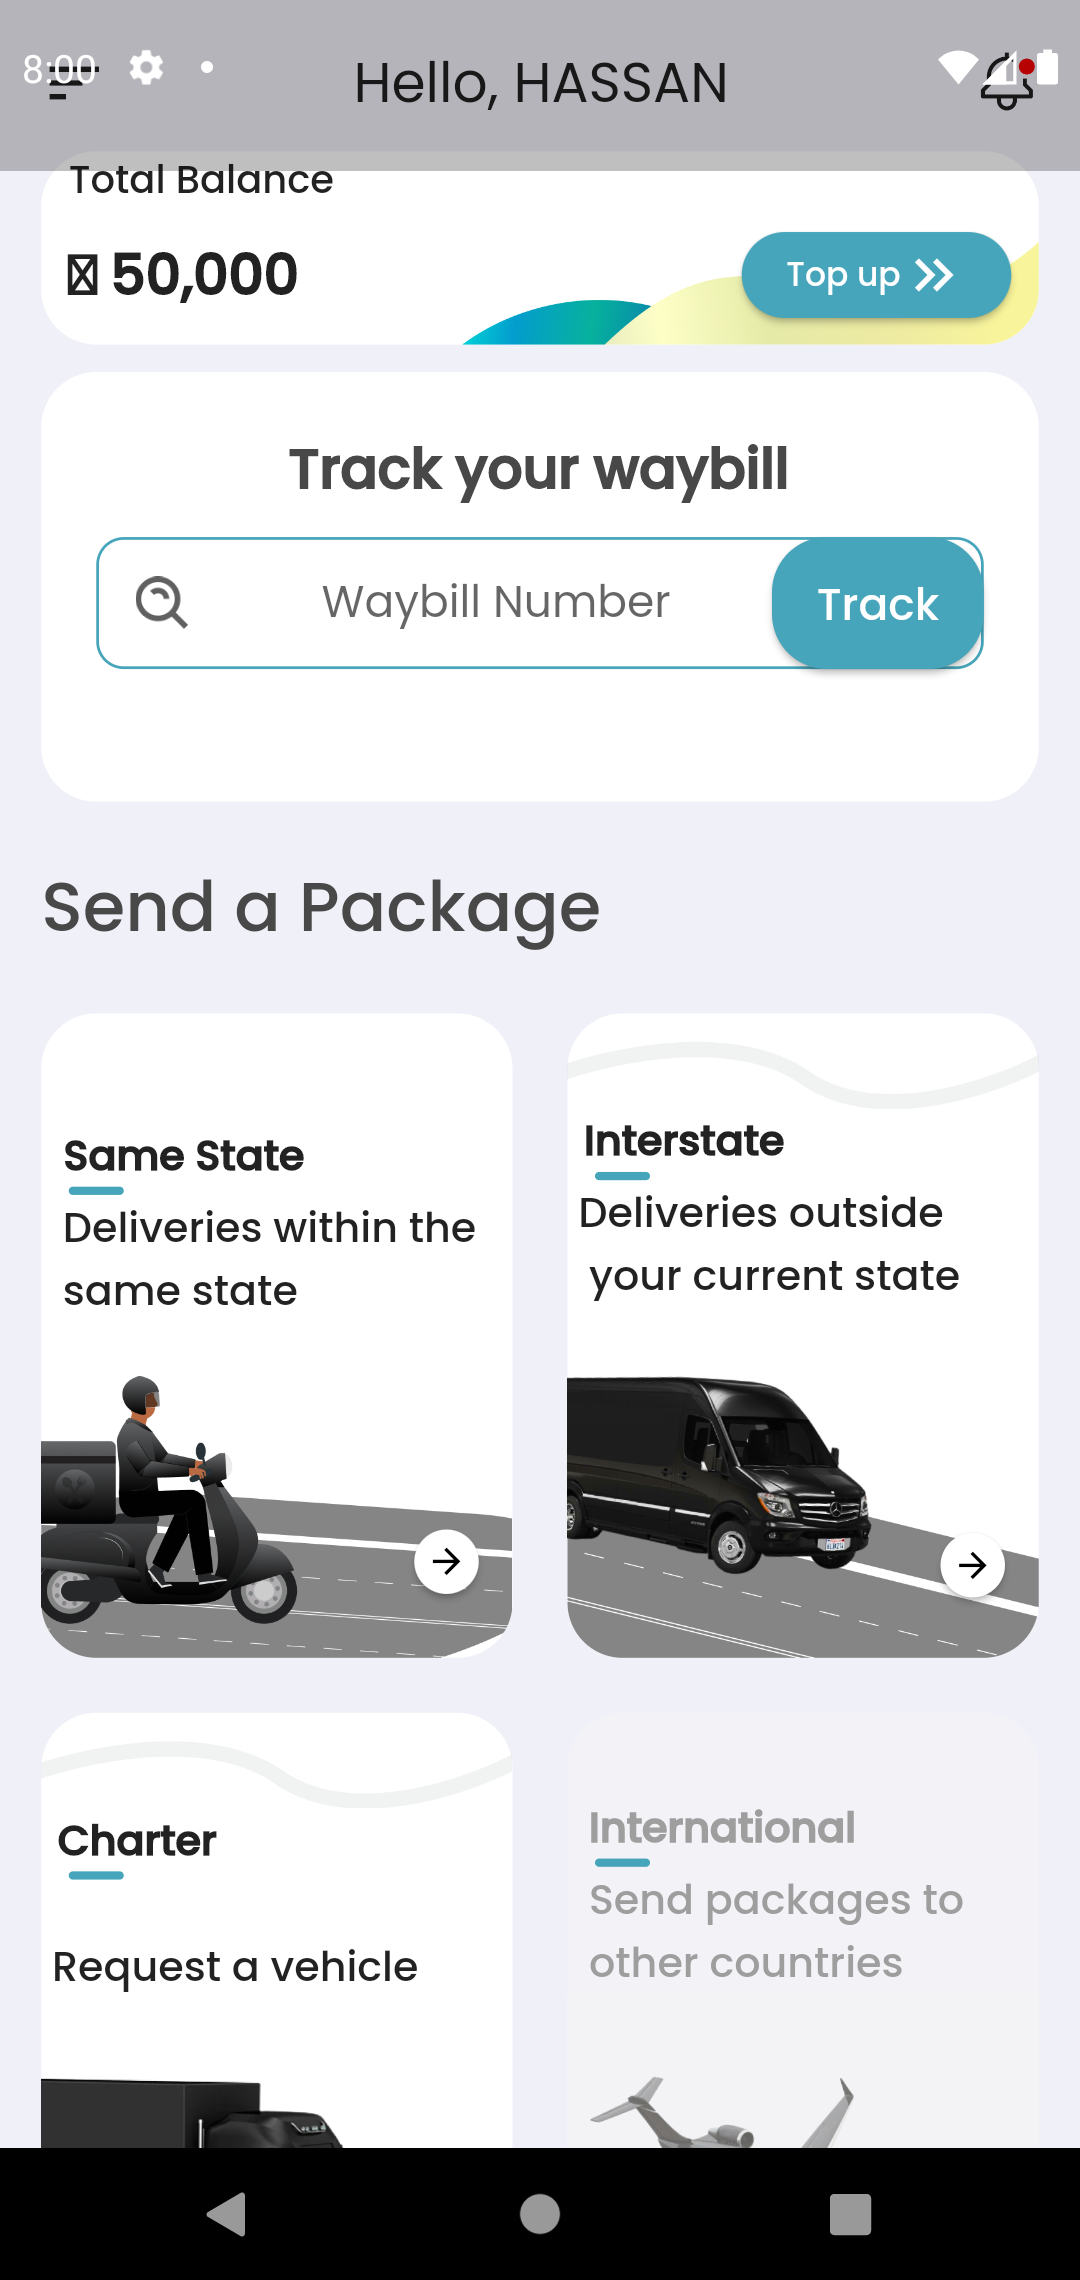 8:00
Hello, HASSAN
Total Balance
50,000
Top up
Track your waybill
Waybill Number
Track
Send a Package
Same State
Deliveries within the
same state
Interstate
Deliveries outside
your current state
Charter
Request a vehicle
International
Send packages to
other countries